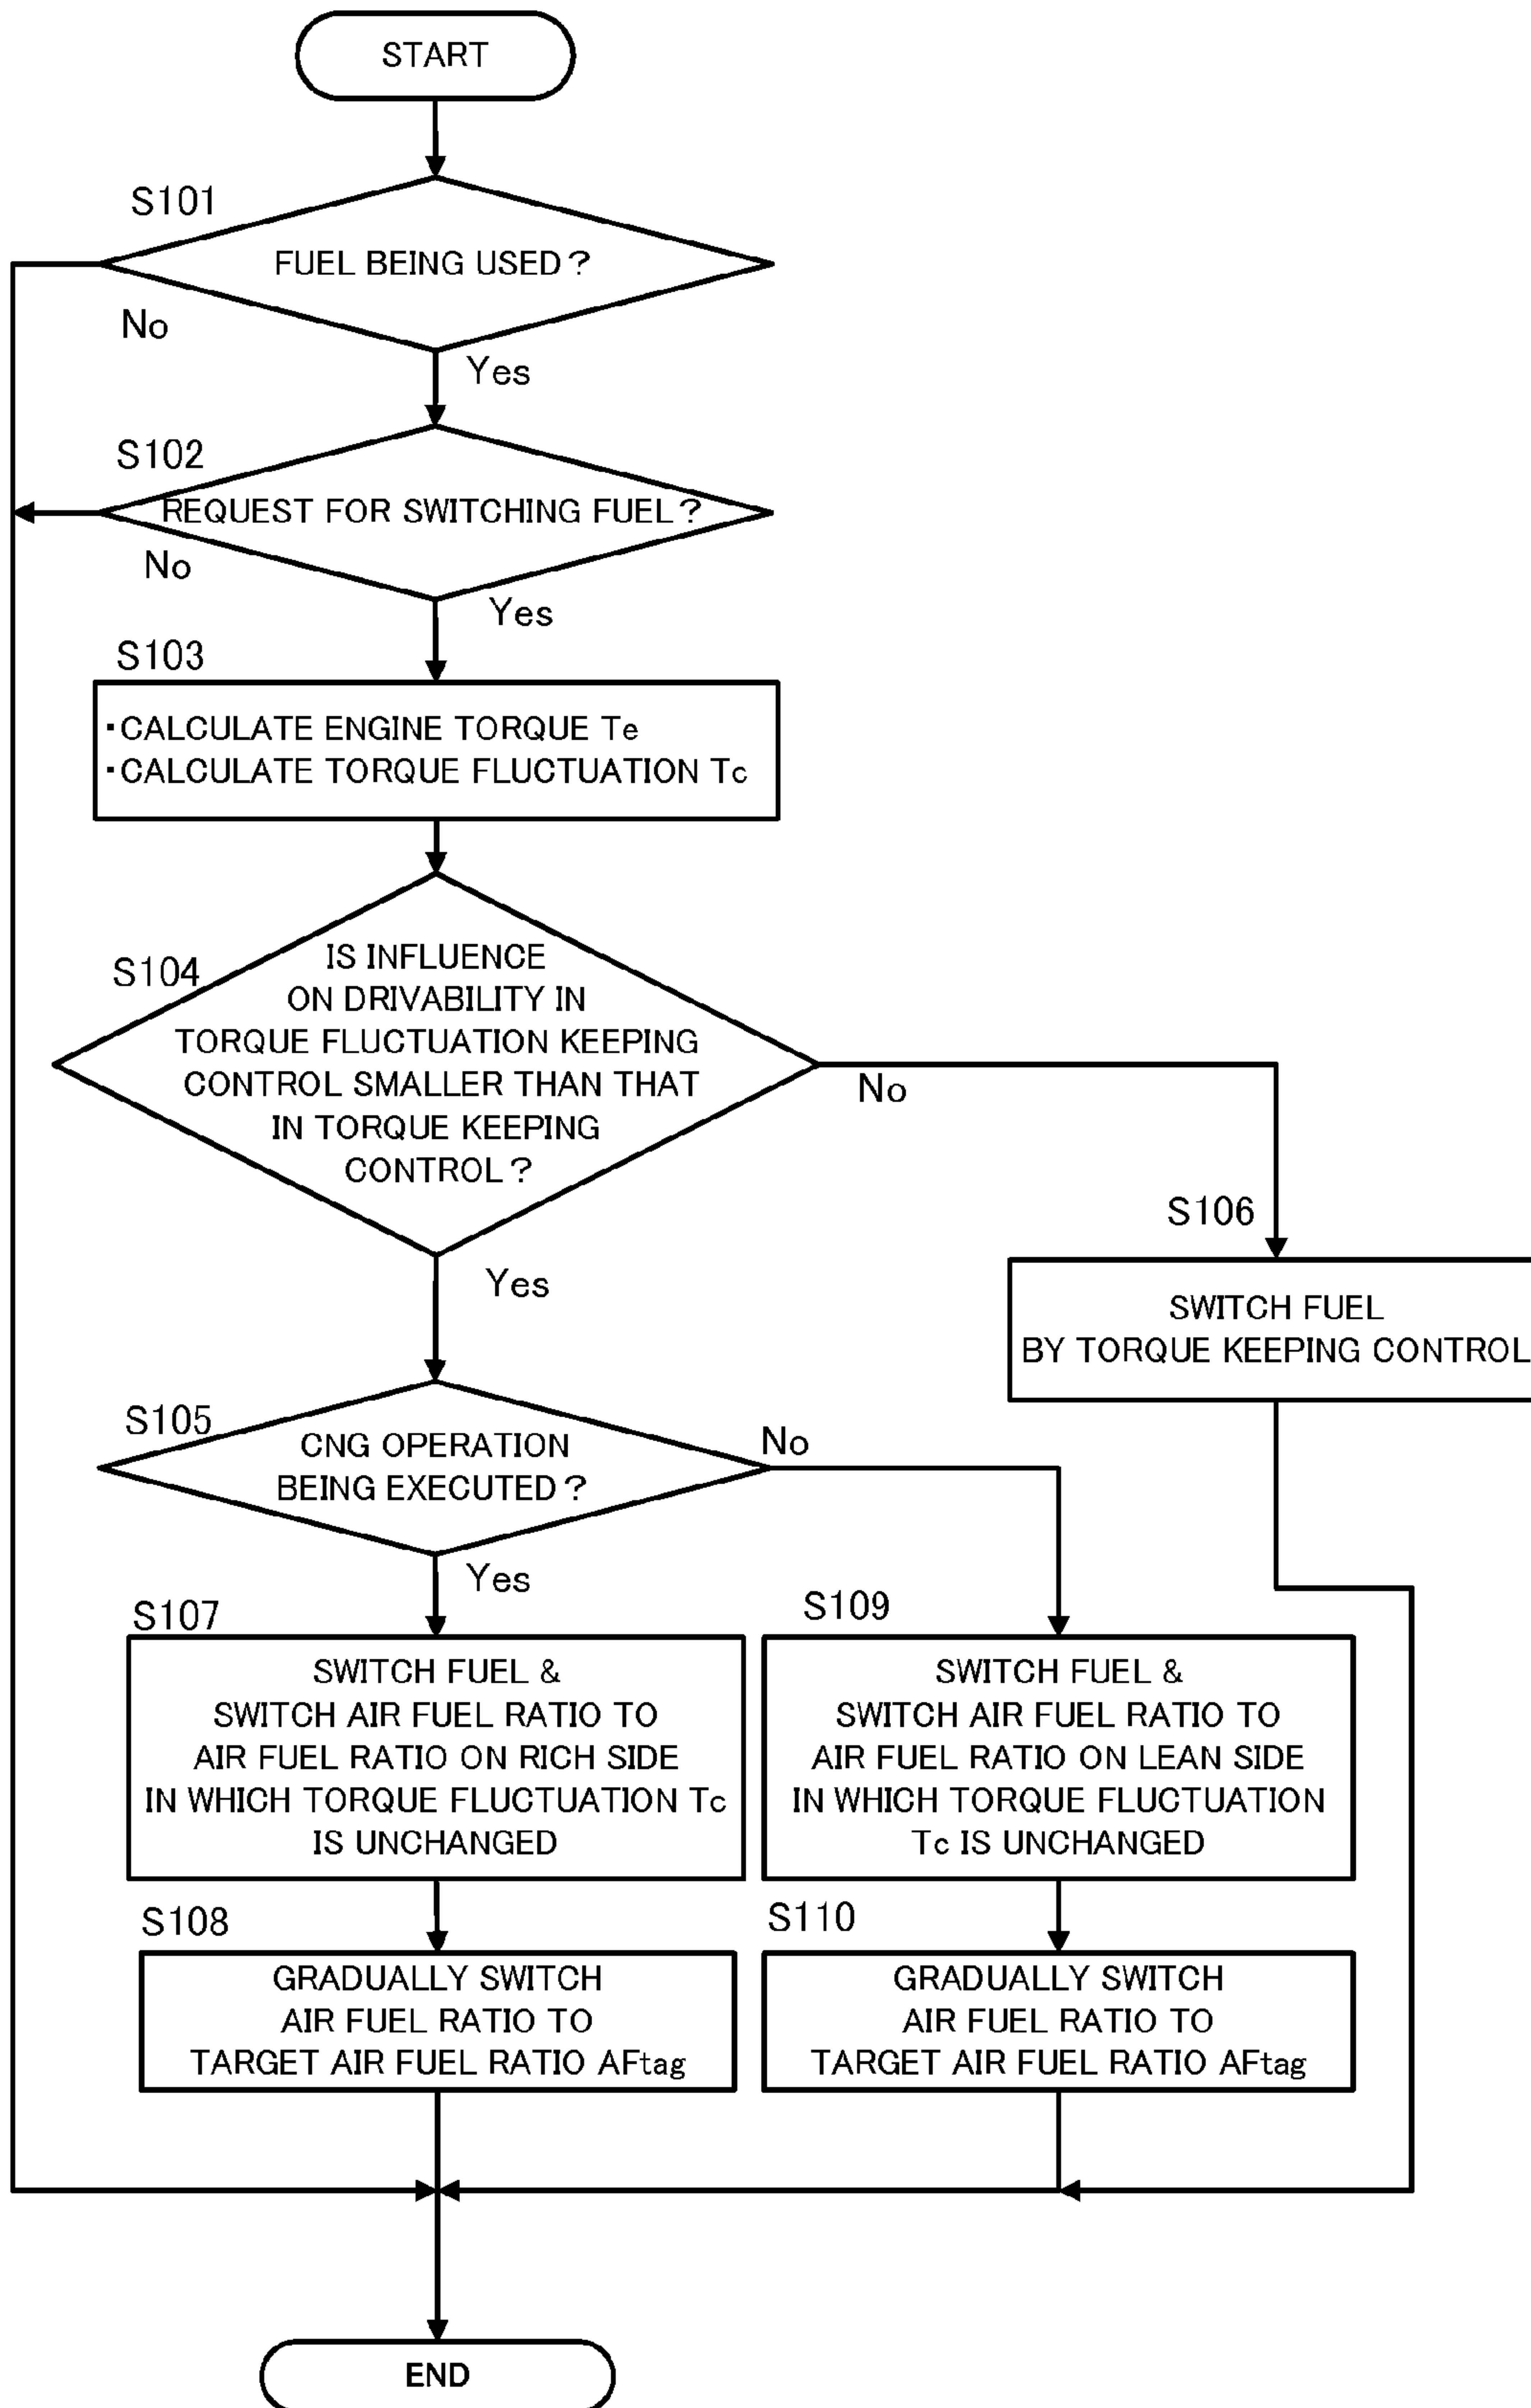 START
S101
FUEL BEING USED?
No
Yes
S102
REQUEST FOR SWITCHING FUEL?
No
Yes
S103
・CALCULATE ENGINE TORQUE Te
・CALCULATE TORQUE FLUCTUATION Tc
S104
IS INFLUENCE
ON DRIVABILITY IN
TORQUE FLUCTUATION KEEPING
CONTROL SMALLER THAN THAT
IN TORQUE KEEPING
CONTROL?
No
Yes
S106
SWITCH FUEL
BY TORQUE KEEPING CONTROL
S105
CNG OPERATION
BEING EXECUTED?
No
Yes
S107
SWITCH FUEL &
SWITCH AIR FUEL RATIO TO
AIR FUEL RATIO ON RICH SIDE
IN WHICH TORQUE FLUCTUATION Tc
IS UNCHANGED
S109
SWITCH FUEL &
SWITCH AIR FUEL RATIO TO
AIR FUEL RATIO ON LEAN SIDE
IN WHICH TORQUE FLUCTUATION
Tc IS UNCHANGED
S108
GRADUALLY SWITCH
AIR FUEL RATIO TO
TARGET AIR FUEL RATIO AFtag
S110
GRADUALLY SWITCH
AIR FUEL RATIO TO
TARGET AIR FUEL RATIO AFtag
END